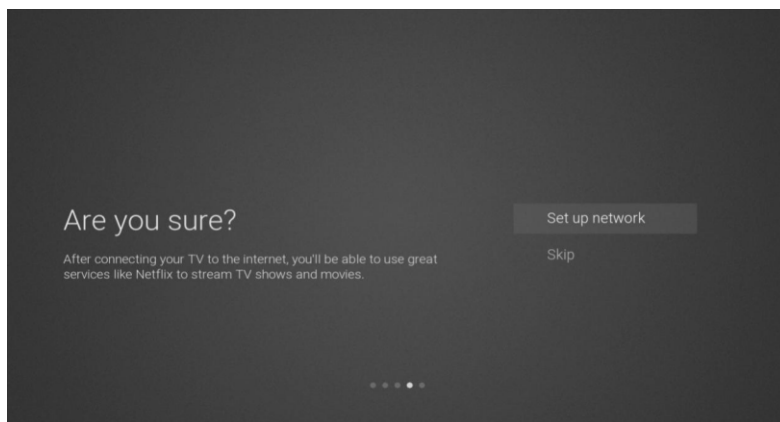 Are you sure?
After connecting your TV to the internet, you'll be able to use great
services like Netflix to stream TV shows and movies.
Set up network
Skip